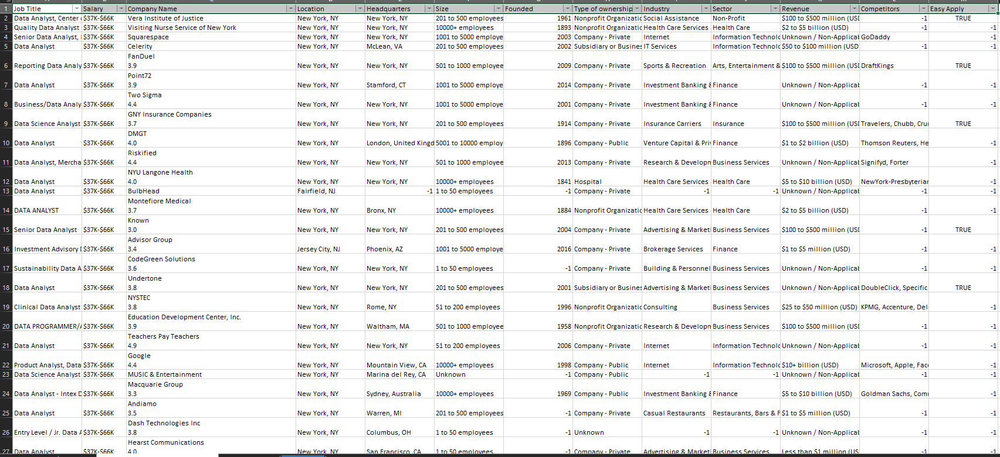 Job Title Salary Company Name Location Headquarters Size Founded Type of ownership Industry Sector Revenue Competitors Easy Apply
1
2 Data Analyst, Center $37K-$66K Vera Institute of Justice New York, NY New York, NY 201 to 500 employees 1961 Nonprofit Organizatic Social Assistance Non-Profit $100 to $500 million (USD -1 TRUE
3 Quality Data Analyst $37K-$66K Visiting Nurse Service of New York New York, NY New York, NY 10000+ employees 1893 Nonprofit Organizatic Health Care Services Health Care $2 to $5 billion (USD) -1 -1
4 Senior Data Analyst, $37K-$66K Squarespace New York, NY New York, NY 1001 to 5000 employe 2003 Company - Private Internet Information Technolc Unknown / Non-Applicab GoDaddy -1
5 Data Analyst $37K-$66K Celerity New York, NY McLean, VA 201 to 500 employees 2002 Subsidiary or Busines IT Services Information Technolc $50 to $100 million (USD -1 -1
FanDuel
6 Reporting Data Analy $37K-$66K 3.9 New York, NY New York, NY 501 to 1000 employee 2009 Company - Private Sports & Recreation Arts, Entertainment & $100 to $500 million (USD DraftKings TRUE
Point72
7 Data Analyst $37K-$66K 3.9 New York, NY Stamford, CT 1001 to 5000 employe 2014 Company - Private Investment Banking & Finance Unknown / Non-Applicab -1 -1
Two Sigma
8 Business/Data Analy $37K-$66K 4.4 New York, NY New York, NY 1001 to 5000 employe 2001 Company - Private Investment Banking & Finance Unknown / Non-Applicab -1 -1
GNY Insurance Companies
9 Data Science Analyst $37K-$66K 3.7 New York, NY New York, NY 201 to 500 employees 1914 Company - Private Insurance Carriers Insurance $100 to $500 million (USD Travelers, Chubb, Cru TRUE
DMGT
10 Data Analyst $37K-$66K 4.0 New York, NY London, United Kingd 5001 to 10000 employ 1896 Company - Public Venture Capital & Pri Finance $1 to $2 billion (USD) Thomson Reuters, He -1
Riskified
11 Data Analyst, Mercha $37K-$66K 4.4 New York, NY New York, NY 501 to 1000 employee 2013 Company - Private Research & Developm Business Services Unknown / Non-Applicab Signifyd, Forter -1
NYU Langone Health
12 Data Analyst $37K-$66K 4.0 New York, NY New York, NY 10000+ employees 1841 Hospital Health Care Services Health Care $5 to $10 billion (USD) NewYork-Presbyterian -1
13 Data Analyst $37K-$66K BulbHead Fairfield, NJ -1 1 to 50 employees -1 Company - Private -1 -1 Unknown / Non-Applicab -1 -1
Montefiore Medical
14 DATA ANALYST $37K-$66K 3.7 New York, NY Bronx, NY 10000+ employees 1884 Nonprofit Organizatic Health Care Services Health Care $2 to $5 billion (USD) -1 -1
Known
15 Senior Data Analyst $37K-$66K 3.0 New York, NY New York, NY 201 to 500 employees 2004 Company - Private Advertising & Marketi Business Services $100 to $500 million (USD -1 TRUE
Advisor Group
16 Investment Advisory $37K-$66K 3.4 Jersey City, NJ Phoenix, AZ 1001 to 5000 employe 2016 Company - Private Brokerage Services Finance $1 to $5 million (USD) -1 -1
CodeGreen Solutions
17 Sustainability Data A $37K-$66K 3.6 New York, NY New York, NY 1 to 50 employees -1 Company - Private Building & Personnel Business Services Unknown / Non-Applicab -1 -1
Undertone
18 Data Analyst $37K-$66K 3.8 New York, NY New York, NY 201 to 500 employees 2001 Subsidiary or Busines Advertising & Marketi Business Services Unknown / Non-Applicab DoubleClick, Specific TRUE
NYSTEC
19 Clinical Data Analyst $37K-$66K 3.8 New York, NY Rome, NY 51 to 200 employees 1996 Nonprofit Organizatic Consulting Business Services $25 to $50 million (USD) KPMG, Accenture, Del -1
Education Development Center, Inc.
20 DATA PROGRAMMER/A $37K-$66K 3.9 New York, NY Waltham, MA 501 to 1000 employee 1958 Nonprofit Organizatic Research & Developm Business Services $100 to $500 million (USD -1 -1
Teachers Pay Teachers
21 Data Analyst $37K-$66K 4.9 New York, NY New York, NY 51 to 200 employees 2006 Company - Private Internet Information Technolc Unknown / Non-Applicab -1 -1
Google
22 Product Analyst, Data $37K-$66K 4.4 New York, NY Mountain View, CA 10000+ employees 1998 Company - Public Internet Information Technolc $10+ billion (USD) Microsoft, Apple, Fac -1
23 Data Science Analyst $37K-$66K MUSIC & Entertainment New York, NY Marina del Rey, CA Unknown -1 Company - Public -1 -1 Unknown / Non-Applicab -1 -1
Macquarie Group
24 Data Analyst - Intex D $37K-$66K 3.3 New York, NY Sydney, Australia 10000+ employees 1969 Company - Public Investment Banking & Finance $5 to $10 billion (USD) Goldman Sachs, Com -1
Andiamo
25 Data Analyst $37K-$66K 3.5 New York, NY Warren, MI 201 to 500 employees -1 Company - Private Casual Restaurants Restaurants, Bars & F $1 to $5 million (USD) -1 -1
Dash Technologies Inc
26 Entry Level / Jr. Data A $37K-$66K 3.8 New York, NY Columbus, OH 1 to 50 employees -1 Unknown -1 -1 Unknown / Non-Applicab -1 -1
Hearst Communications
27 Data Analyst $37K-$66K 4.0 New York, NY San Francisco, CA 1 to 50 employees -1 Company - Private Advertising & Marketi Business Services Less than $1 million (US -1 -1